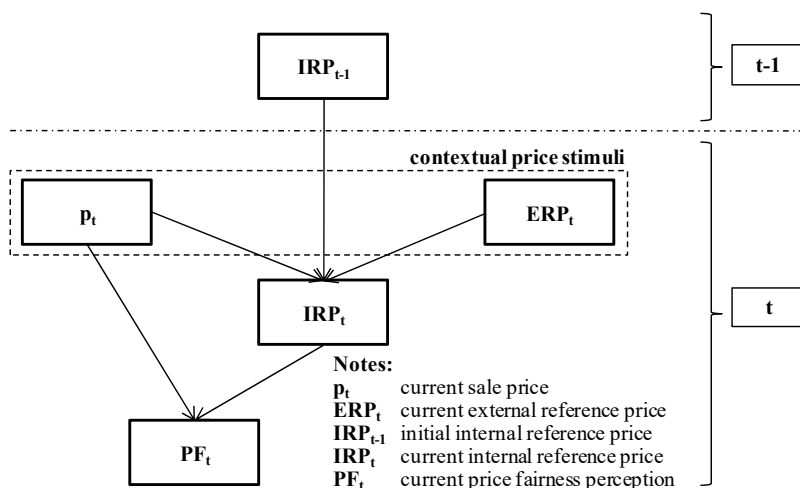 IRPt-1
t-1
contextual price stimuli
pt
ERPt
IRPt
t
Notes:
pt current sale price
ERPt current external reference price
IRPt-1 initial internal reference price
IRPt current internal reference price
PFt current price fairness perception
PFt